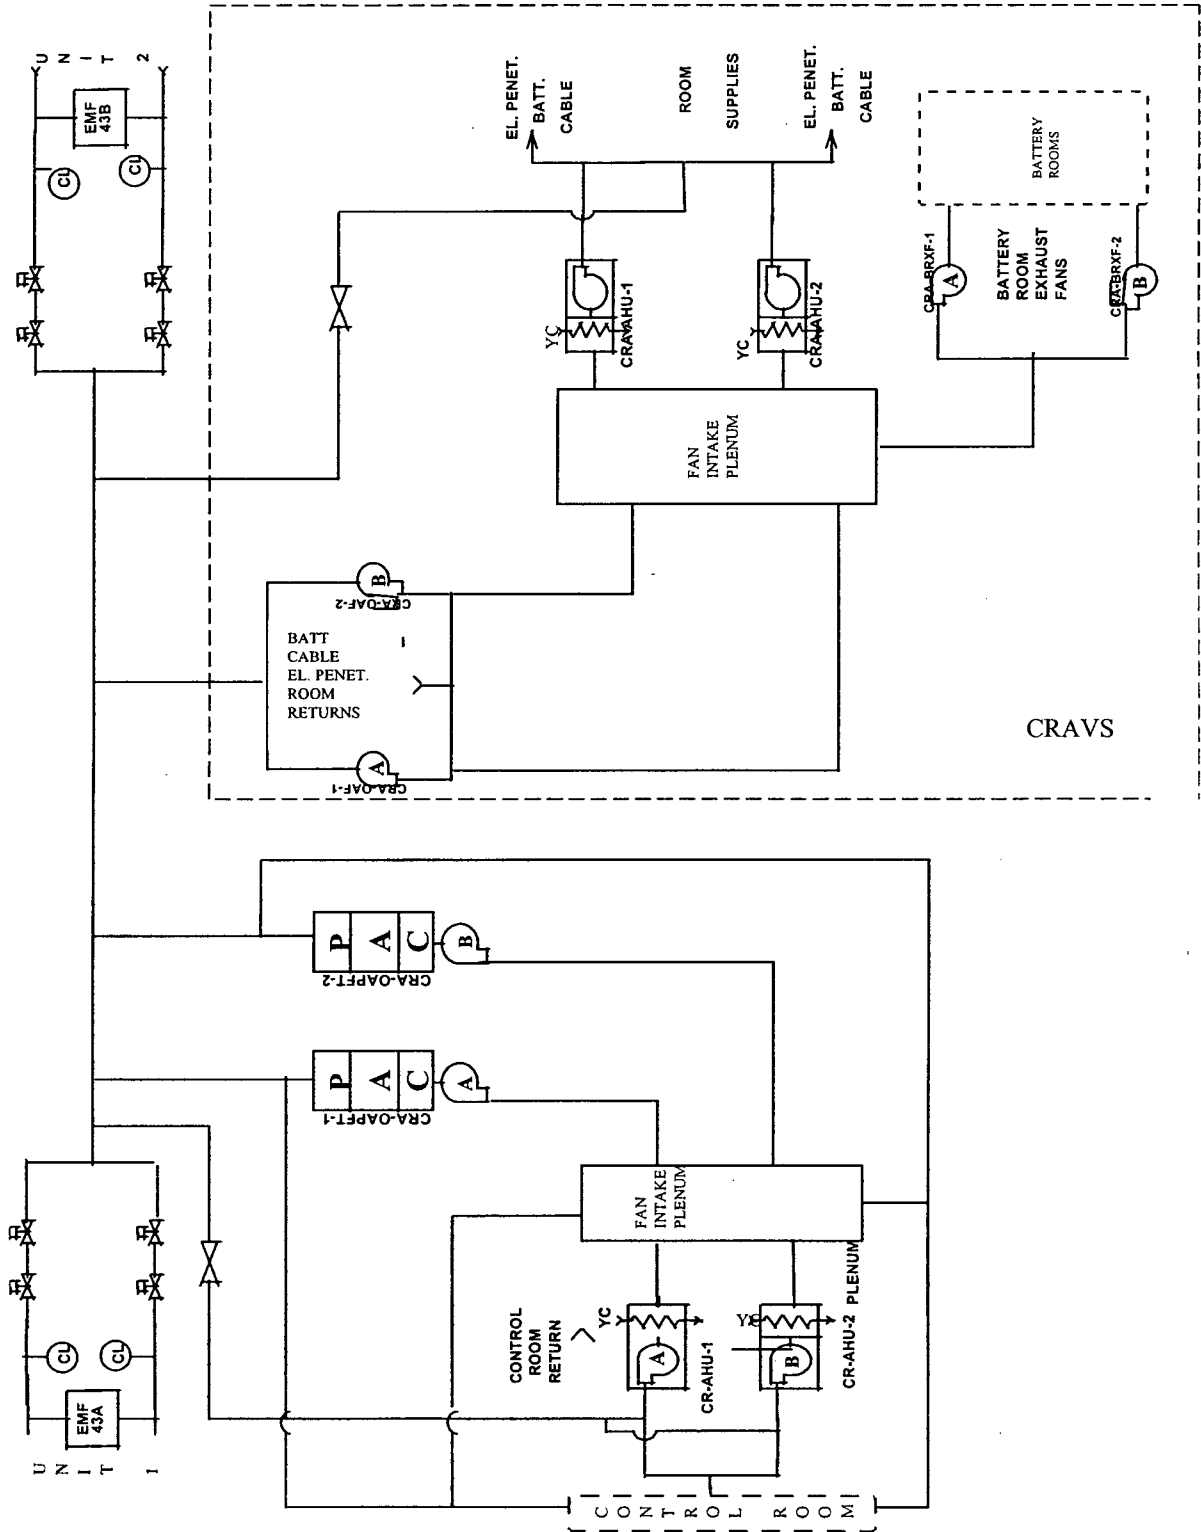 UNIT 2
EMF
43B
CL
CL
EL. PENET.
BATT.
CABLE
ROOM
SUPPLIES
EL. PENET.
BATT.
CABLE
YC
CRA-AHU-1
YC
CRA-AHU-2
BATTERY
ROOMS
CRA-BRXF-1
A
BATTERY
ROOM
EXHAUST
FANS
CRA-BRXF-2
B
FAN
INTAKE
PLENUM
B
CRA-OAF-2
BATT
CABLE
EL. PENET.
ROOM
RETURNS
A
CRA-OAF-1
CRAVS
P
A
C
B
CRA-OAPFT-2
P
A
C
A
CRA-OAPFT-1
FAN
INTAKE
PLENUM
CL
CL
EMF
43A
UNIT 1
CONTROL
ROOM
RETURN
YC
A
CR-AHU-1
YC
B
CR-AHU-2 PLENUM
CONTROL ROOM